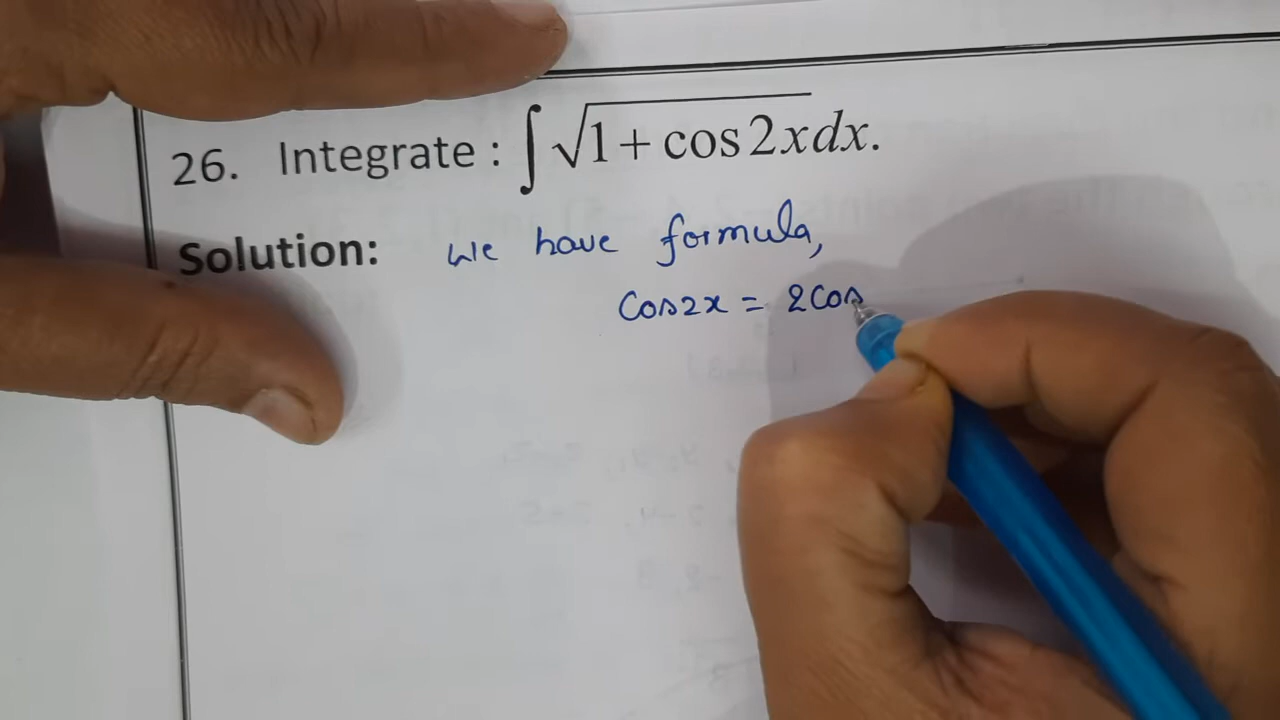 26. Integrate : ∫√1 + cos 2x dx.
Solution: We have formula,
Cos2x = 2Cos